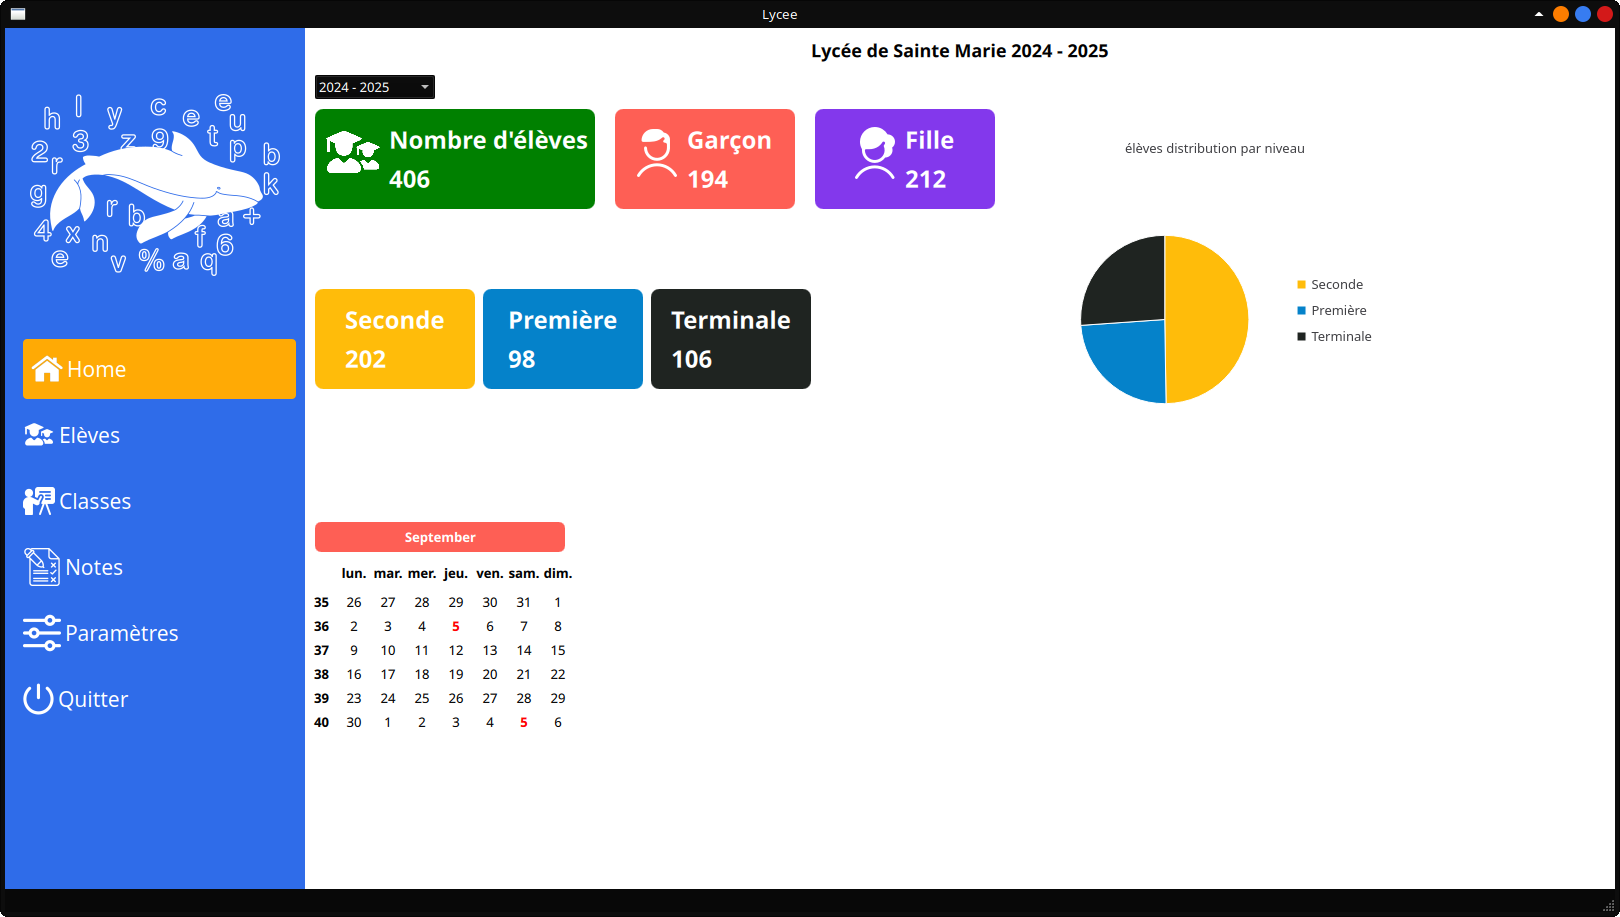 Lycee
h l y c e e u
2 3 z 9 t p b
r g k
4 x r b a +
e n v % a q f 6
Home
Elèves
Classes
Notes
Paramètres
Quitter
Lycée de Sainte Marie 2024 - 2025
2024 - 2025
Nombre d'élèves
406
Garçon
194
Fille
212
Seconde
202
Première
98
Terminale
106
élèves distribution par niveau
Seconde
Première
Terminale
September
lun. mar. mer. jeu. ven. sam. dim.
35 26 27 28 29 30 31 1
36 2 3 4 5 6 7 8
37 9 10 11 12 13 14 15
38 16 17 18 19 20 21 22
39 23 24 25 26 27 28 29
40 30 1 2 3 4 5 6